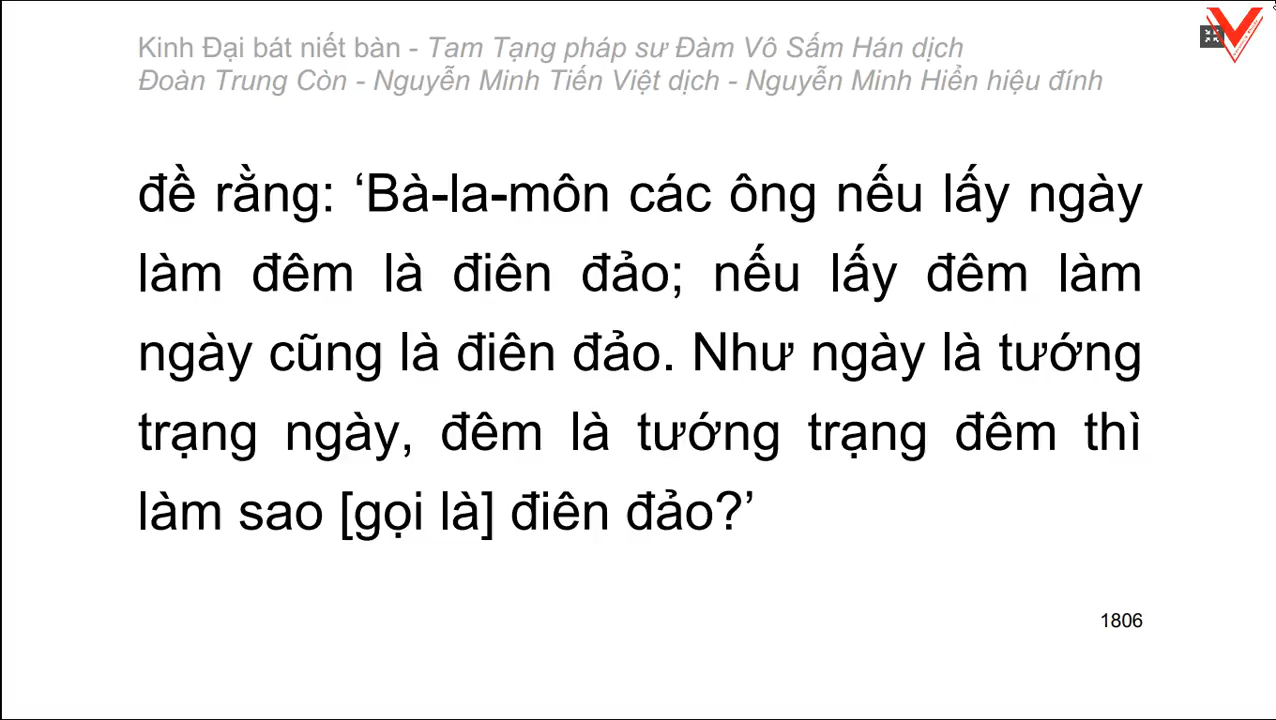 Kinh Đại bát niết bàn - Tam Tạng pháp sư Đàm Vô Sấm Hán dịch
Đoàn Trung Còn - Nguyễn Minh Tiến Việt dịch - Nguyễn Minh Hiển hiệu đính
đề rằng: ‘Bà-la-môn các ông nếu lấy ngày
làm đêm là điên đảo; nếu lấy đêm làm
ngày cũng là điên đảo. Như ngày là tướng
trạng ngày, đêm là tướng trạng đêm thì
làm sao [gọi là] điên đảo?’
1806